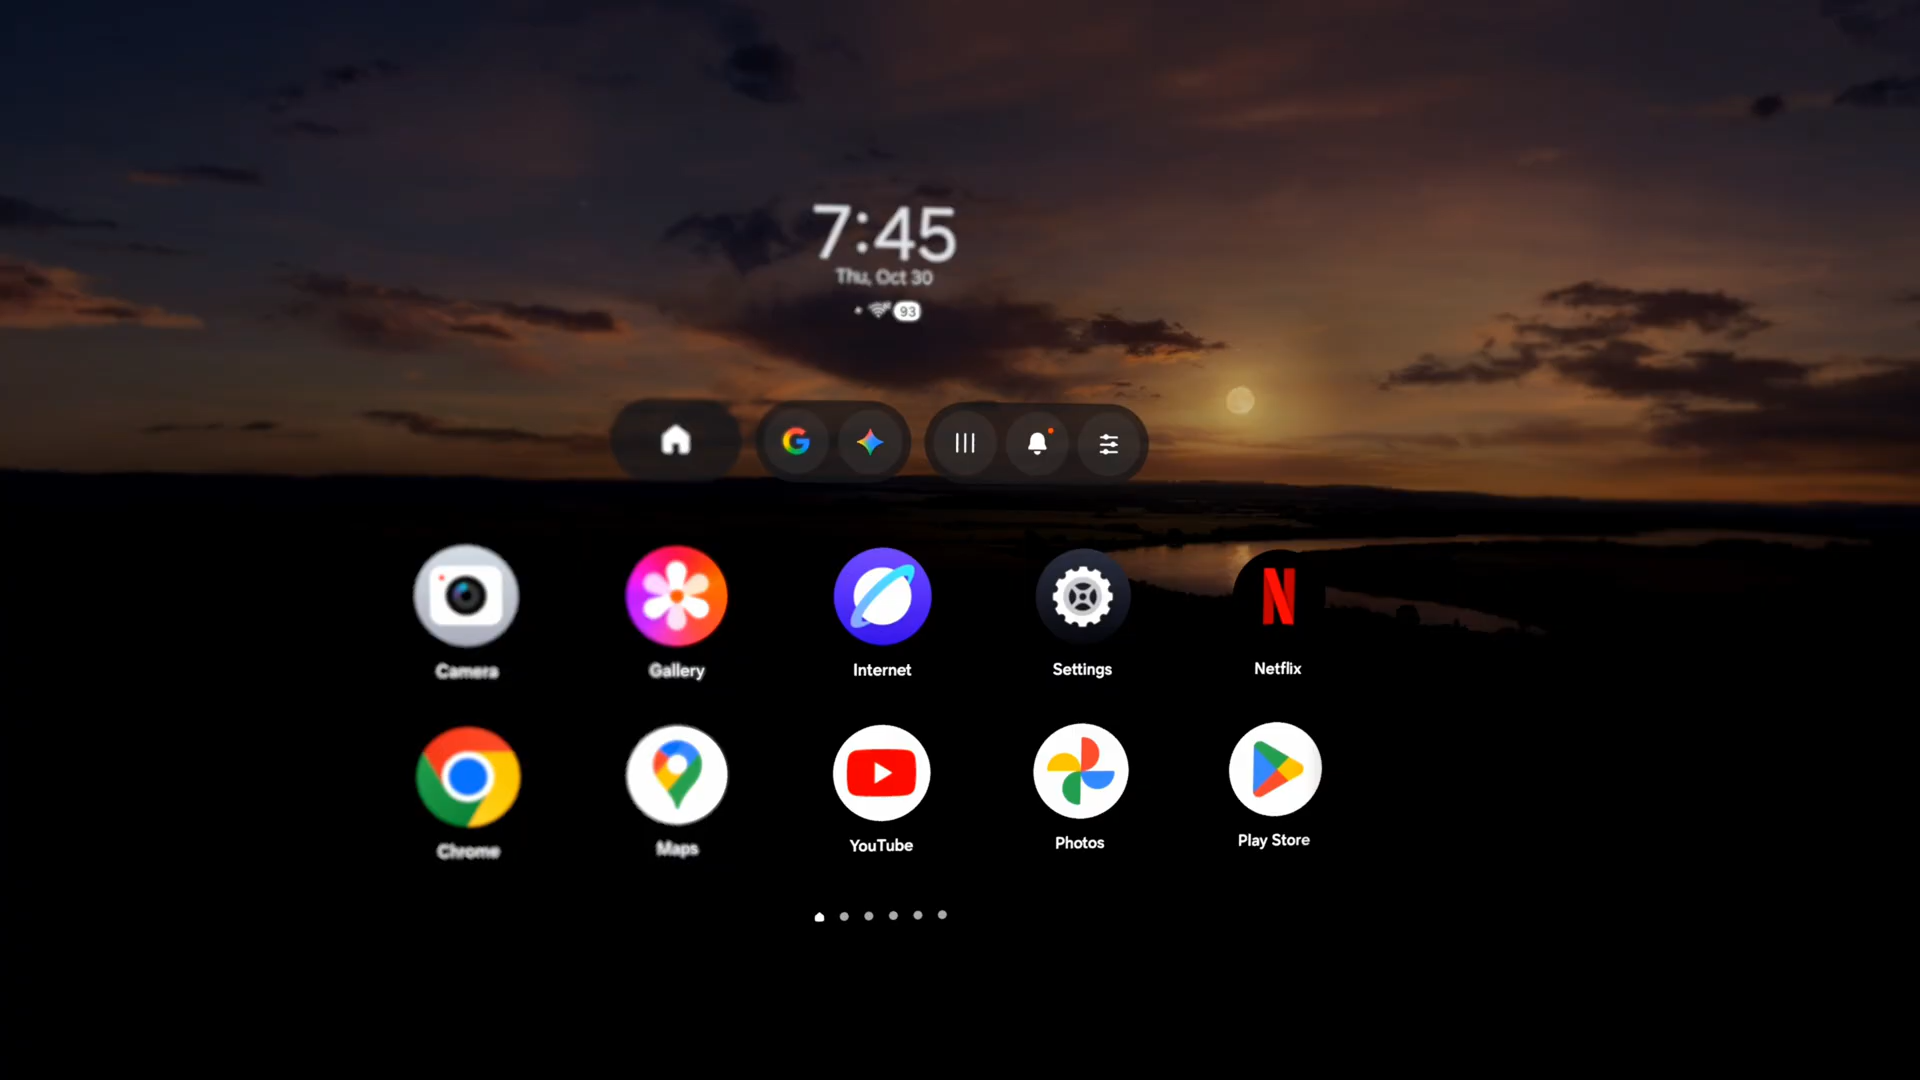 7:45
Thu, Oct 30
93
Camera
Gallery
Internet
Settings
Netflix
Chrome
Maps
YouTube
Photos
Play Store